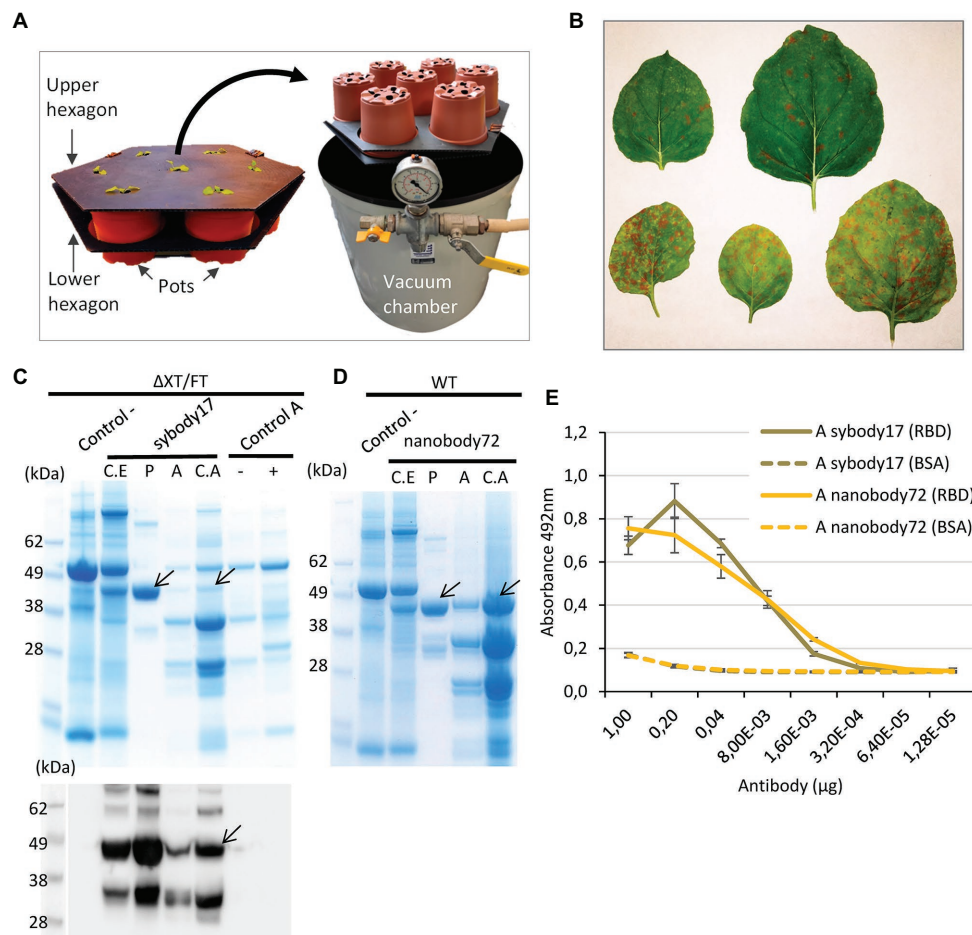 A
Upper
hexagon
Lower
hexagon
Pots
Vacuum
chamber
B
C
ΔXT/FT
Control -
sybody17
Control A
(kDa)
C.E P A C.A - +
62
49
38
28
(kDa)
62
49
38
28
D
WT
Control -
nanobody72
(kDa)
C.E P A C.A
62
49
38
28
E
A sybody17 (RBD)
A sybody17 (BSA)
A nanobody72 (RBD)
A nanobody72 (BSA)
Absorbance 492nm
1,2
1,0
0,8
0,6
0,4
0,2
0,0
1,00
0,20
0,04
8,00E-03
1,60E-03
3,20E-04
6,40E-05
1,28E-05
Antibody (µg)